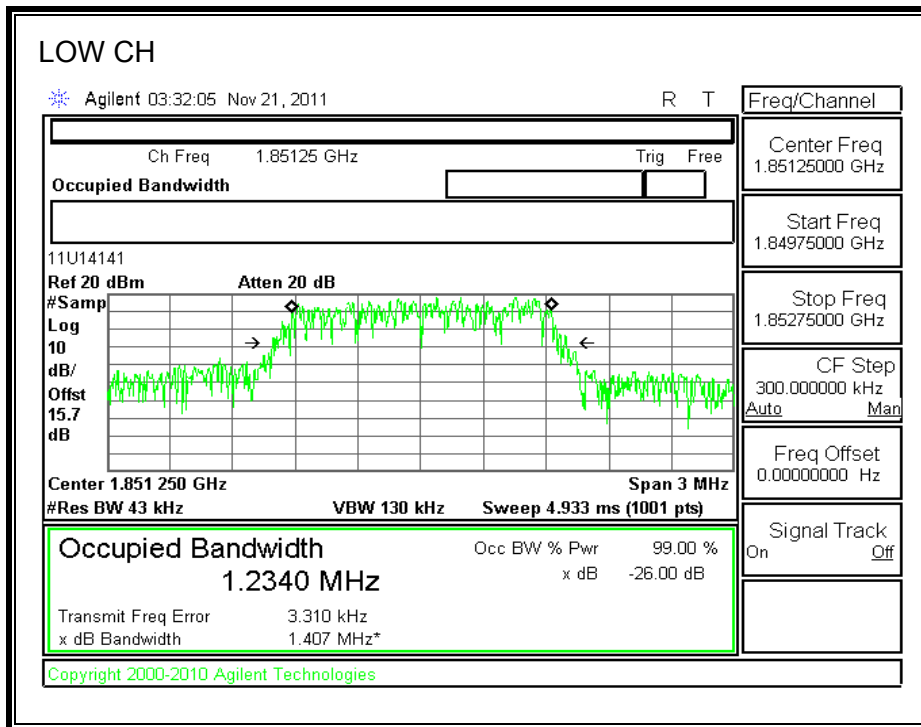 LOW CH
Agilent 03:32:05 Nov 21, 2011 R T
Freq/Channel
Ch Freq 1.85125 GHz Trig Free
Occupied Bandwidth
Center Freq
1.85125000 GHz
Start Freq
1.84975000 GHz
Stop Freq
1.85275000 GHz
CF Step
300.000000 kHz
Auto Man
Freq Offset
0.00000000 Hz
Signal Track
On Off
11U14141
Ref 20 dBm Atten 20 dB
#Samp
Log
10
dB/
Offst
15.7
dB
Center 1.851 250 GHz Span 3 MHz
#Res BW 43 kHz VBW 130 kHz Sweep 4.933 ms (1001 pts)
Occupied Bandwidth Occ BW % Pwr 99.00 %
1.2340 MHz x dB -26.00 dB
Transmit Freq Error 3.310 kHz
x dB Bandwidth 1.407 MHz*
Copyright 2000-2010 Agilent Technologies